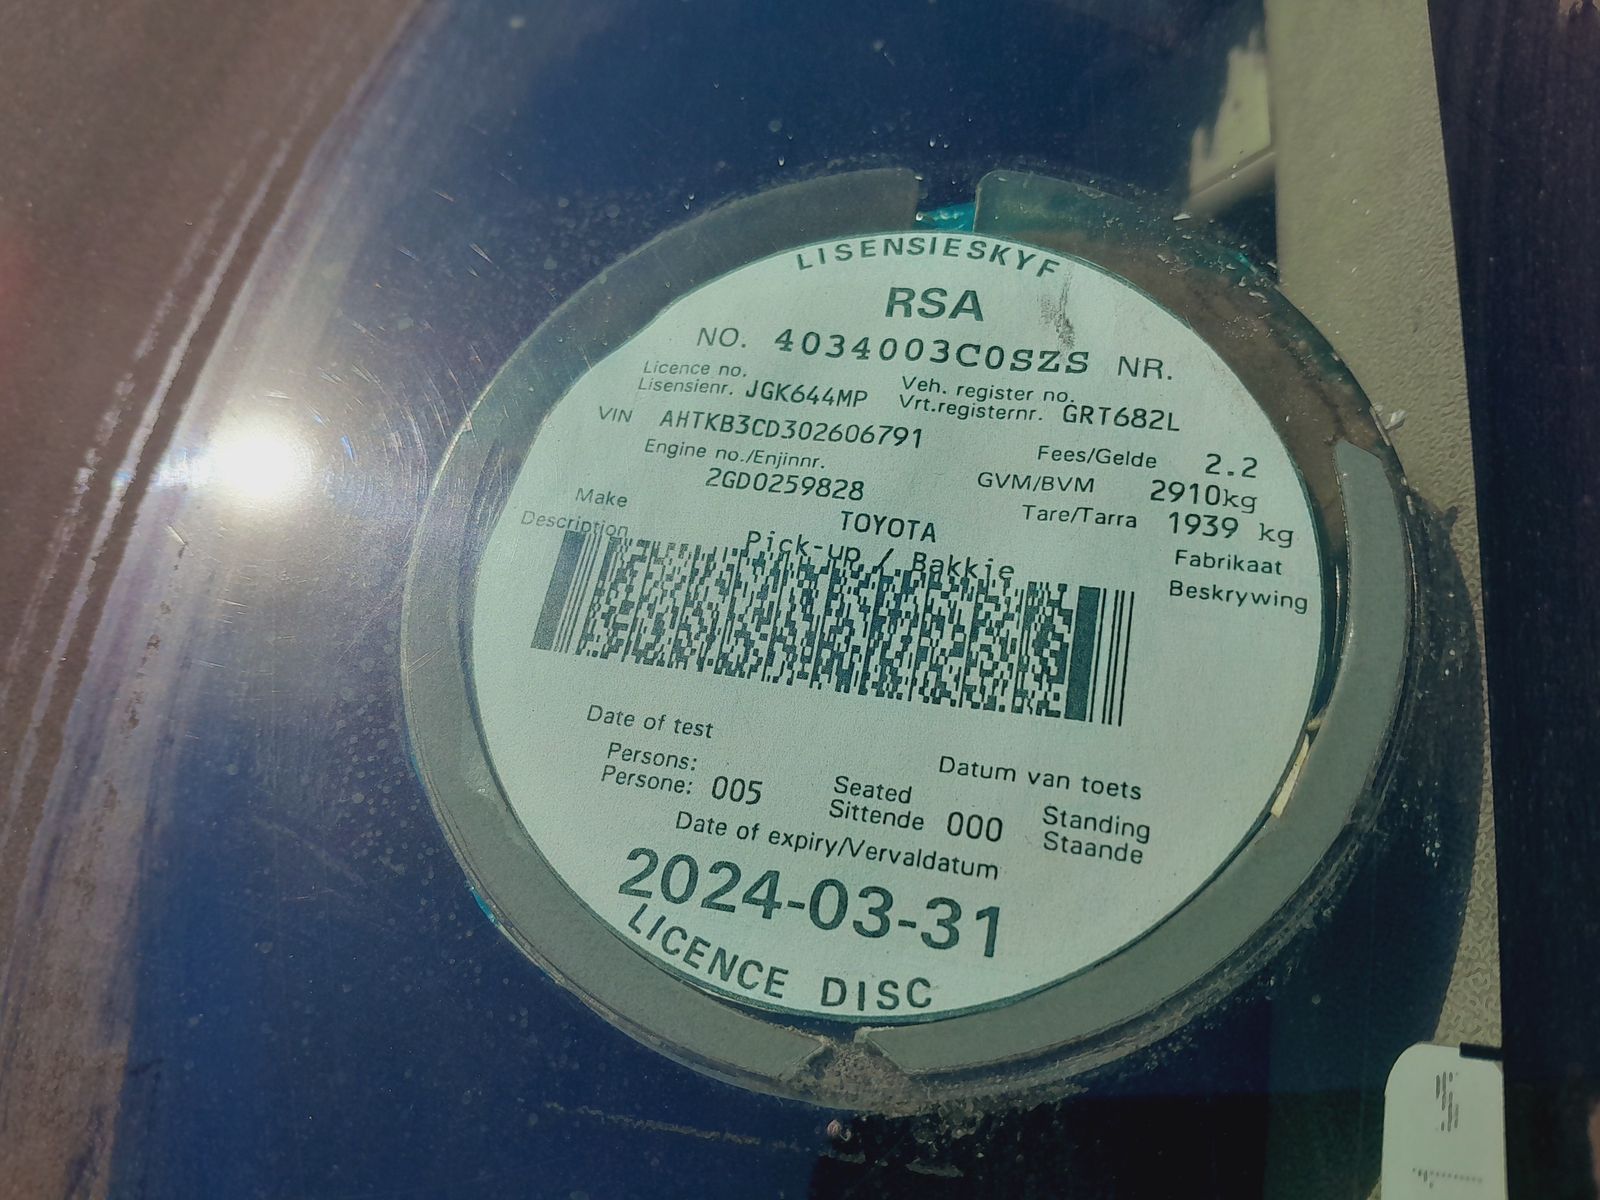 LISENSIESKYF
RSA
NO. 4034003C0SZS NR.
Licence no.
Lisensienr. JGK644MP
Veh. register no.
Vrt.registernr. GRT682L
VIN AHTKB3CD302606791
Engine no./Enjinnr.
2GD0259828
Fees/Gelde 2.2
GVM/BVM 2910kg
Tare/Tarra 1939 kg
Make TOYOTA Fabrikaat
Description Pick-up / Bakkie Beskrywing
Date of test Datum van toets
Persons:
Persone: 005
Seated
Sittende 000
Standing
Staande
Date of expiry/Vervaldatum
2024-03-31
LICENCE DISC